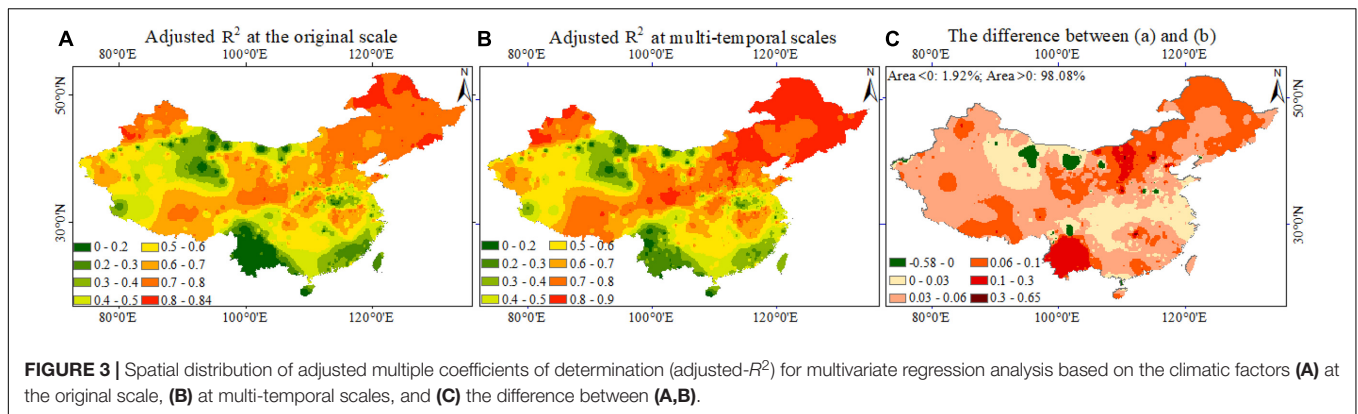 A
Adjusted R² at the original scale
80°0'E 100°0'E 120°0'E
N
50°0'N
30°0'N
0 - 0.2 0.5 - 0.6
0.2 - 0.3 0.6 - 0.7
0.3 - 0.4 0.7 - 0.8
0.4 - 0.5 0.8 - 0.84
80°0'E 100°0'E 120°0'E
B
Adjusted R² at multi-temporal scales
80°0'E 100°0'E 120°0'E
N
0 - 0.2 0.5 - 0.6
0.2 - 0.3 0.6 - 0.7
0.3 - 0.4 0.7 - 0.8
0.4 - 0.5 0.8 - 0.9
80°0'E 100°0'E 120°0'E
C
The difference between (a) and (b)
80°0'E 100°0'E 120°0'E
Area <0: 1.92%; Area >0: 98.08%
N
50°0'N
30°0'N
-0.58 - 0 0.06 - 0.1
0 - 0.03 0.1 - 0.3
0.03 - 0.06 0.3 - 0.65
80°0'E 100°0'E 120°0'E
FIGURE 3 | Spatial distribution of adjusted multiple coefficients of determination (adjusted-R²) for multivariate regression analysis based on the climatic factors (A) at
the original scale, (B) at multi-temporal scales, and (C) the difference between (A,B).